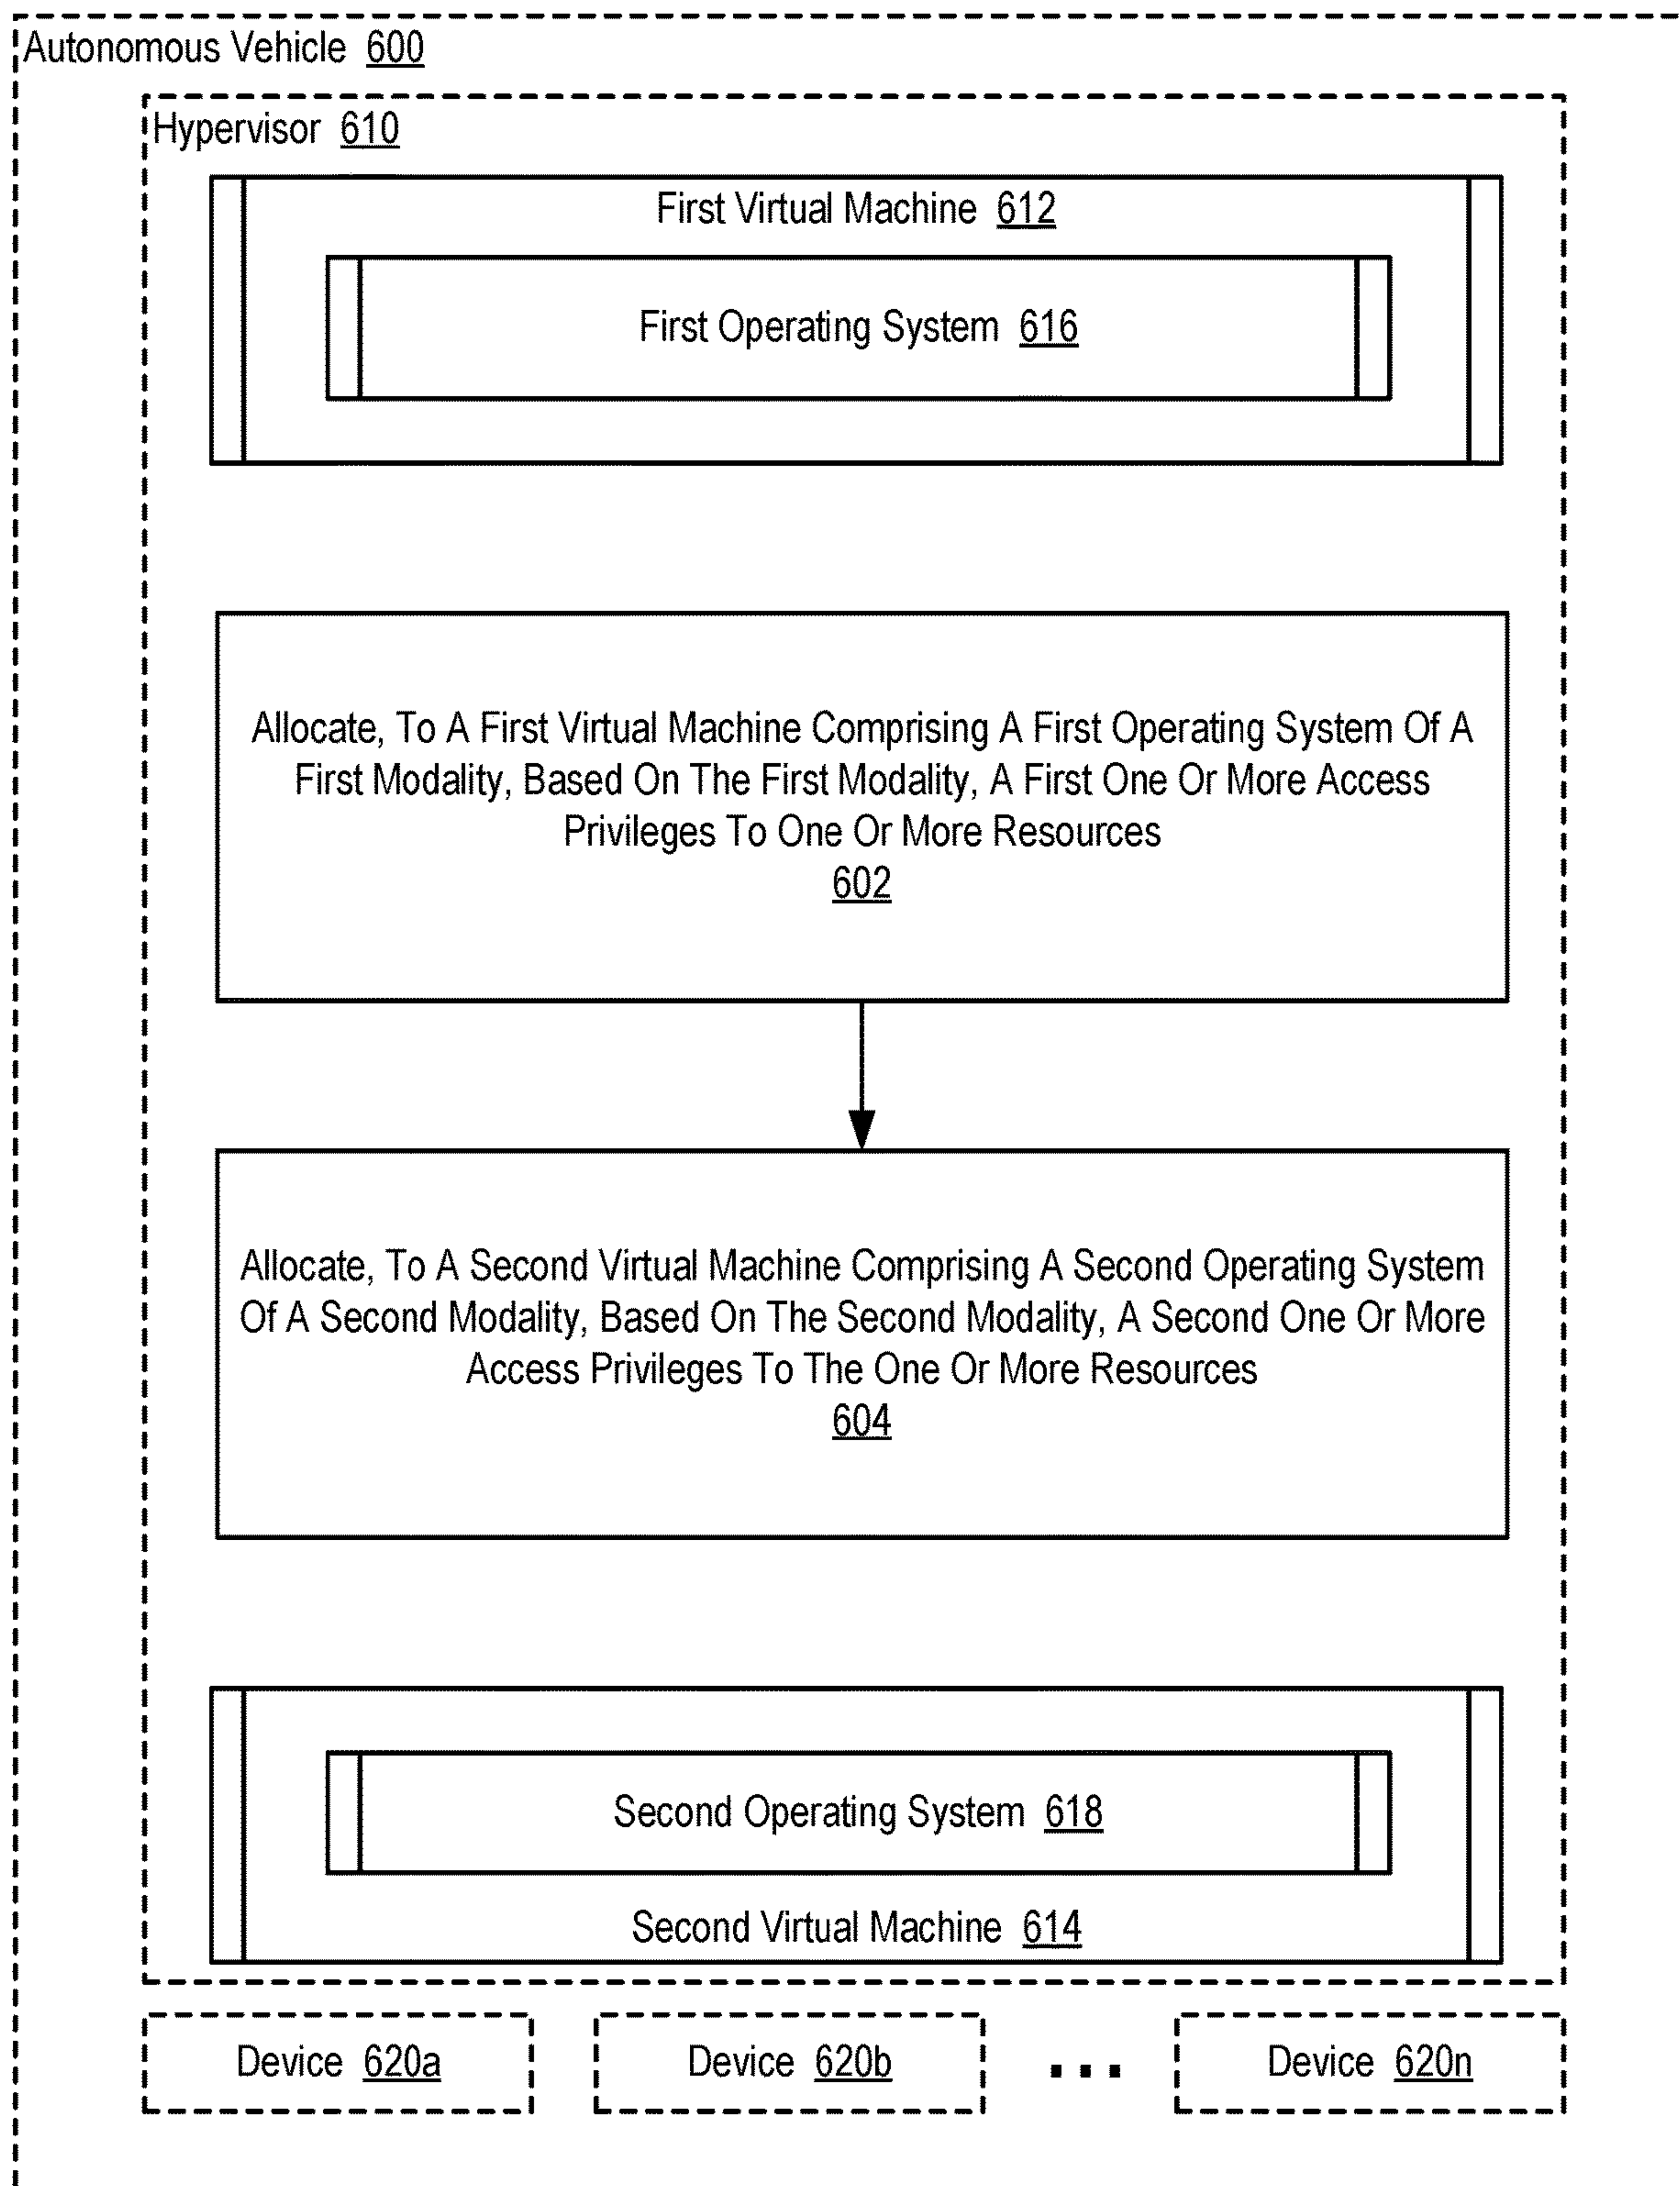 Autonomous Vehicle 600
Hypervisor 610
First Virtual Machine 612
First Operating System 616
Allocate, To A First Virtual Machine Comprising A First Operating System Of A
First Modality, Based On The First Modality, A First One Or More Access
Privileges To One Or More Resources
602
Allocate, To A Second Virtual Machine Comprising A Second Operating System
Of A Second Modality, Based On The Second Modality, A Second One Or More
Access Privileges To The One Or More Resources
604
Second Operating System 618
Second Virtual Machine 614
Device 620a Device 620b ... Device 620n